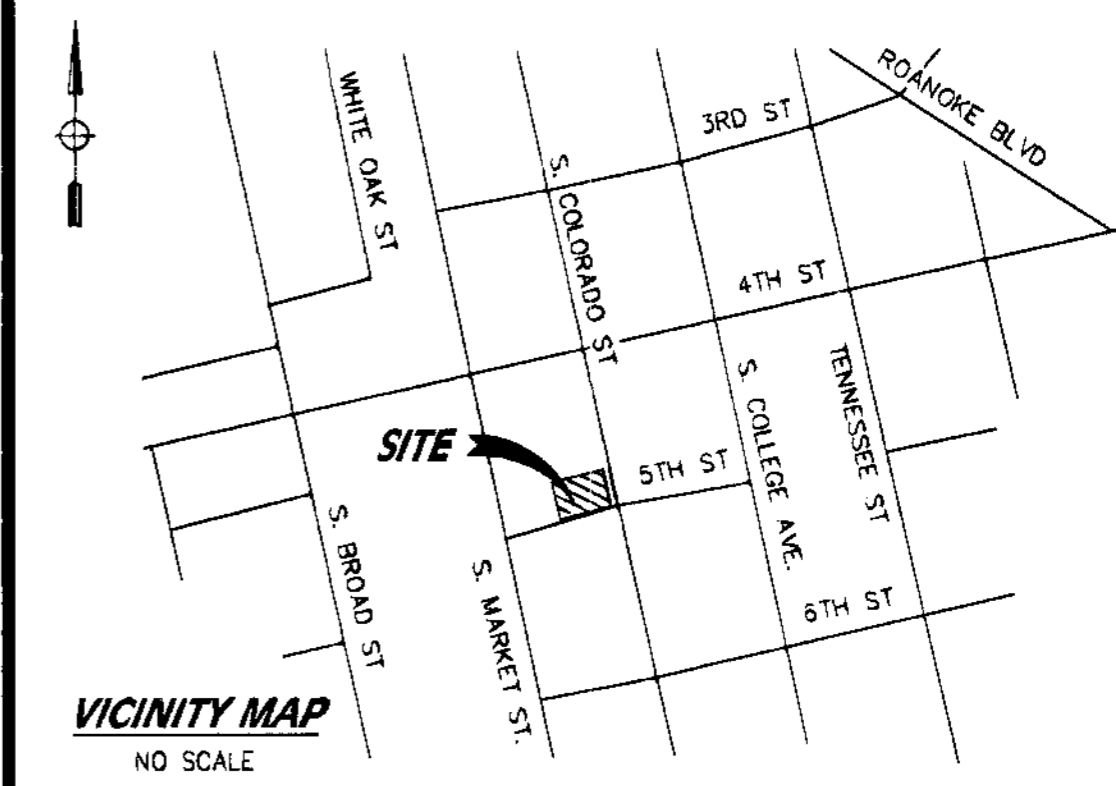 WHITE OAK ST
ROANOKE BLVD
3RD ST
S. COLORADO ST
4TH ST
TENNESSEE ST
S. COLLEGE AVE.
SITE
5TH ST
S. BROAD ST
S. MARKET ST.
6TH ST
VICINITY MAP
NO SCALE